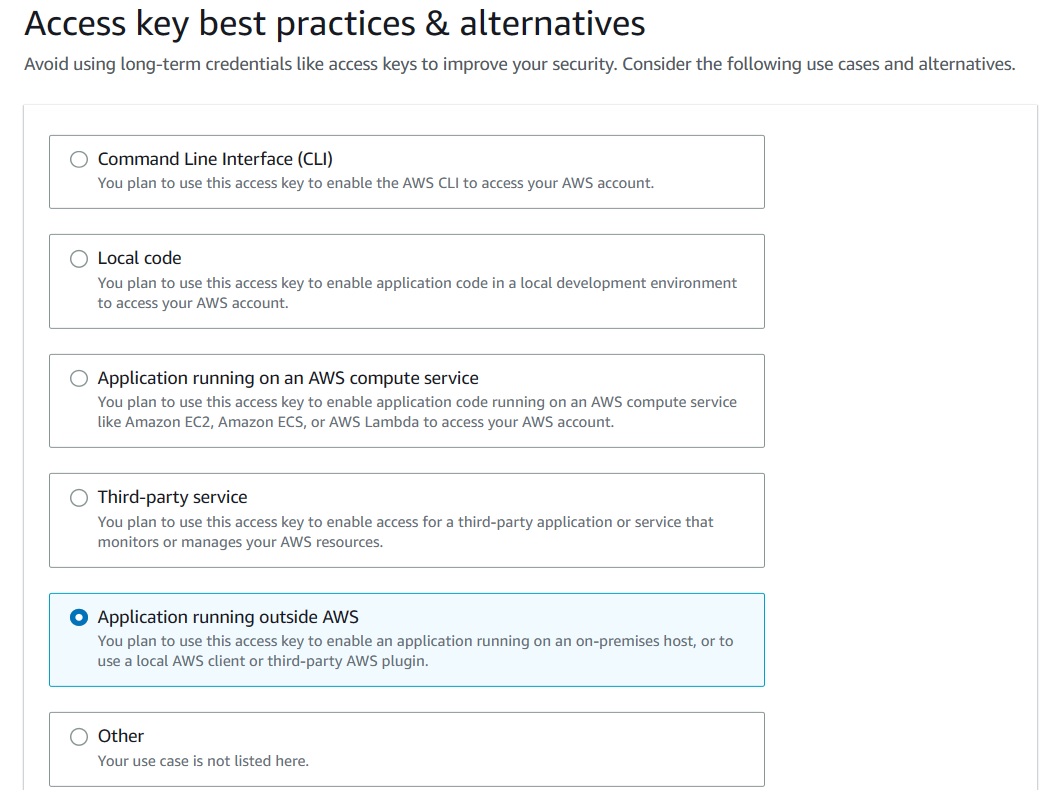 Access key best practices & alternatives
Avoid using long-term credentials like access keys to improve your security. Consider the following use cases and alternatives.
Command Line Interface (CLI)
You plan to use this access key to enable the AWS CLI to access your AWS account.
Local code
You plan to use this access key to enable application code in a local development environment
to access your AWS account.
Application running on an AWS compute service
You plan to use this access key to enable application code running on an AWS compute service
like Amazon EC2, Amazon ECS, or AWS Lambda to access your AWS account.
Third-party service
You plan to use this access key to enable access for a third-party application or service that
monitors or manages your AWS resources.
Application running outside AWS
You plan to use this access key to enable an application running on an on-premises host, or to
use a local AWS client or third-party AWS plugin.
Other
Your use case is not listed here.